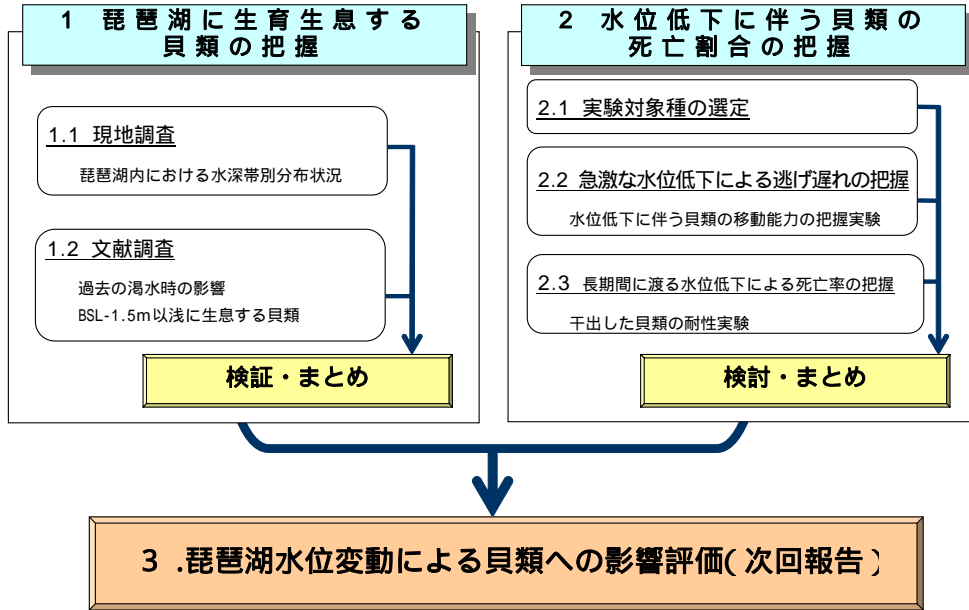 1 琵琶湖に生育生息する
貝類の把握
1.1 現地調査
琵琶湖内における水深帯別分布状況
1.2 文献調査
過去の渇水時の影響
BSL-1.5m以浅に生息する貝類
検証・まとめ
2 水位低下に伴う貝類の
死亡割合の把握
2.1 実験対象種の選定
2.2 急激な水位低下による逃げ遅れの把握
水位低下に伴う貝類の移動能力の把握実験
2.3 長期間に渡る水位低下による死亡率の把握
干出した貝類の耐性実験
検討・まとめ
3 .琵琶湖水位変動による貝類への影響評価(次回報告)